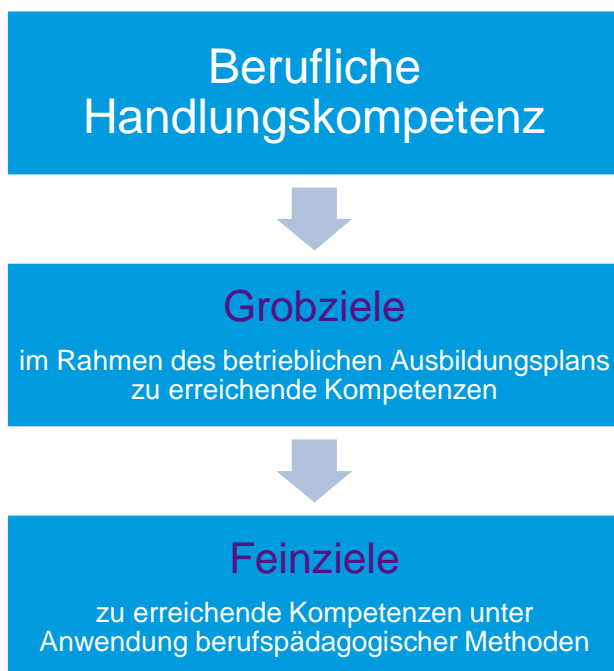 Berufliche
Handlungskompetenz
Grobziele
im Rahmen des betrieblichen Ausbildungsplans
zu erreichende Kompetenzen
Feinziele
zu erreichende Kompetenzen unter
Anwendung berufspädagogischer Methoden